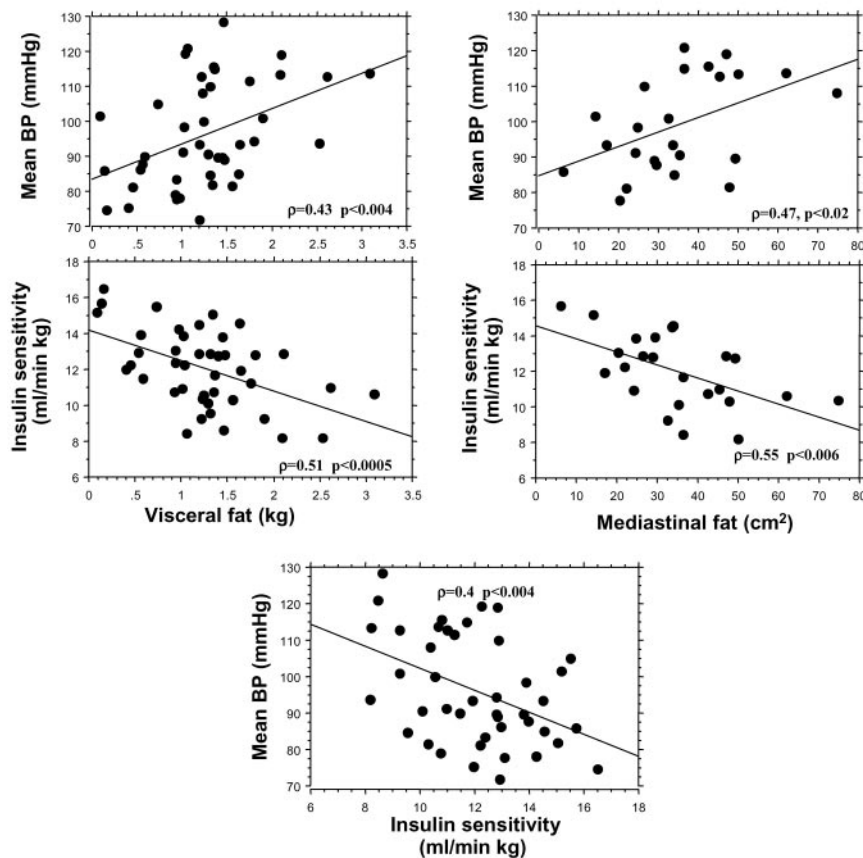 Mean BP (mmHg)
130
120
110
100
90
80
70
0 .5 1.0 1.5 2.0 2.5 3.0 3.5
ρ=0.43 p<0.004
Mean BP (mmHg)
130
120
110
100
90
80
70
0 10 20 30 40 50 60 70 80
ρ=0.47, p<0.02
Insulin sensitivity
(ml/min kg)
18
16
14
12
10
8
6
0 .5 1.0 1.5 2.0 2.5 3.0 3.5
ρ=0.51 p<0.0005
Visceral fat (kg)
Insulin sensitivity
(ml/min kg)
18
16
14
12
10
8
6
0 10 20 30 40 50 60 70 80
ρ=0.55 p<0.006
Mediastinal fat (cm²)
Mean BP (mmHg)
130
120
110
100
90
80
70
ρ=0.4 p<0.004
6 8 10 12 14 16 18
Insulin sensitivity
(ml/min kg)